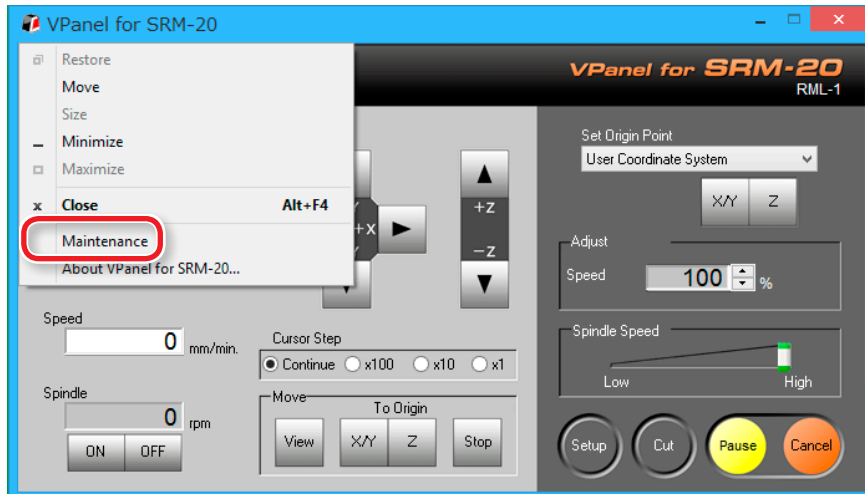 VPanel for SRM-20
Restore
Move
Size
Minimize
Maximize
x Close Alt+F4
Maintenance
About VPanel for SRM-20...
VPanel for SRM-20
RML-1
+X
+Z
-Z
Speed
0 mm/min.
Spindle
0 rpm
ON OFF
Cursor Step
Continue x100 x10 x1
Move
To Origin
View X/Y Z Stop
Set Origin Point
User Coordinate System
X/Y Z
Adjust
Speed 100 %
Spindle Speed
Low High
Setup Cut Pause Cancel